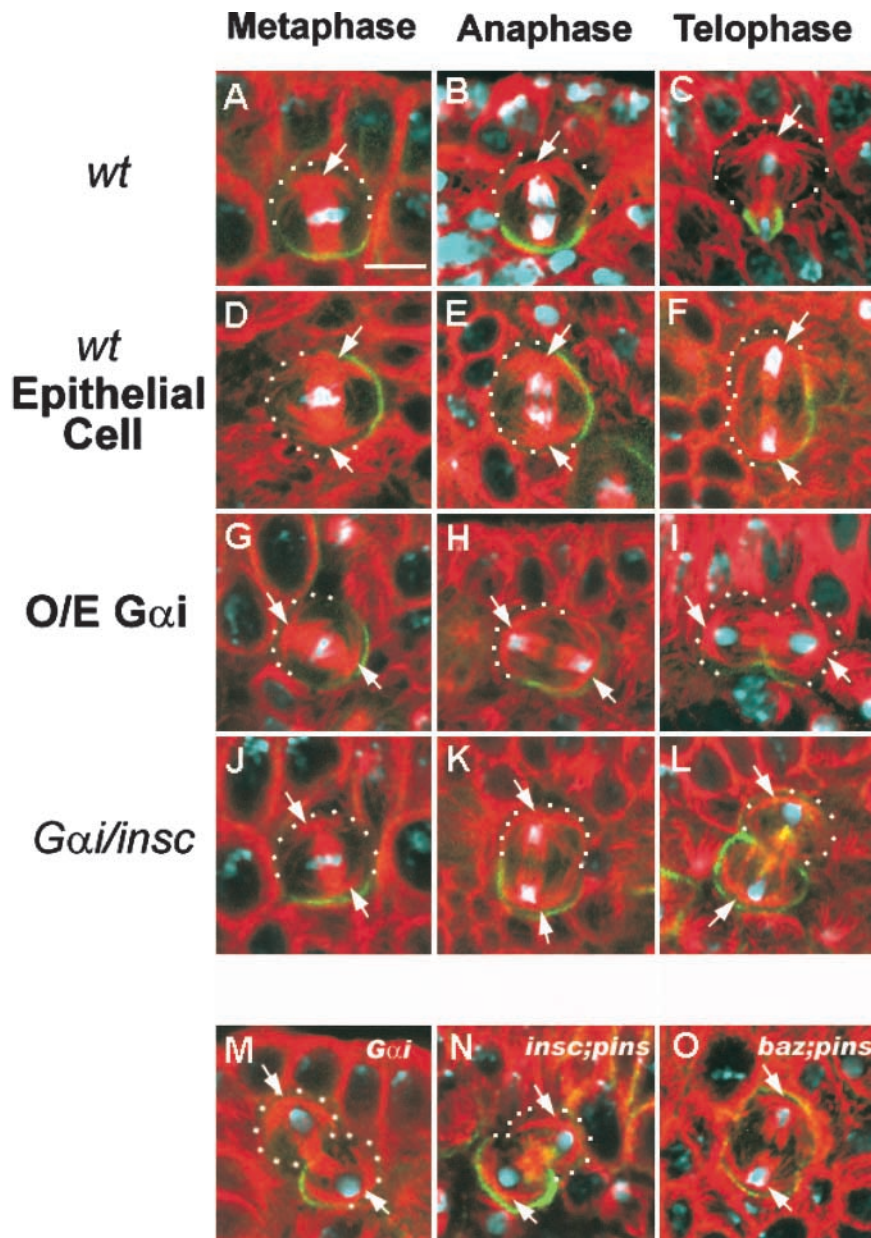 Metaphase Anaphase Telophase
wt
A B C
wt
Epithelial
Cell
D E F
O/E Gαi
G H I
Gαi/insc
J K L
M Gαi N insc;pins O baz;pins